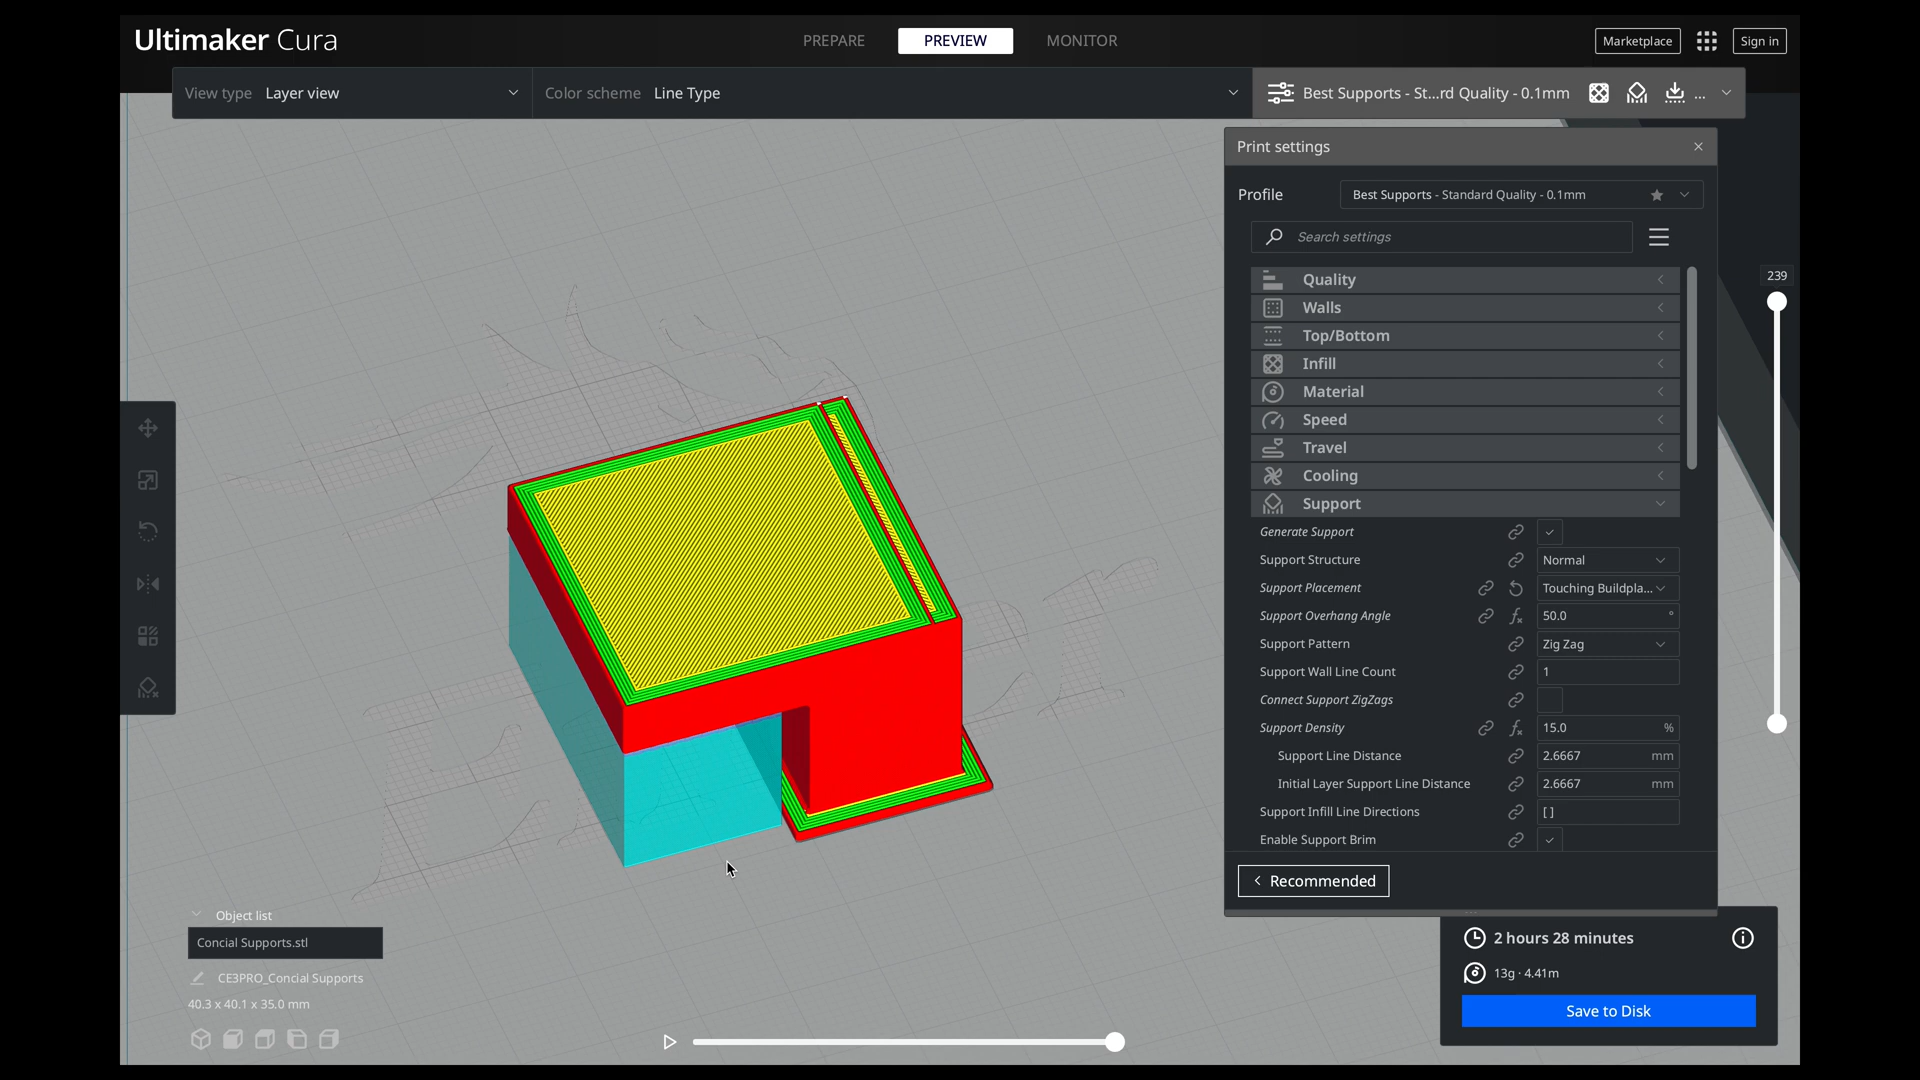 Ultimaker Cura
PREPARE
PREVIEW
MONITOR
Marketplace
Sign in
View type Layer view
Color scheme Line Type
Best Supports - St...rd Quality - 0.1mm
...
Print settings
Profile
Best Supports - Standard Quality - 0.1mm
Search settings
Quality
Walls
Top/Bottom
Infill
Material
Speed
Travel
Cooling
Support
Generate Support
Support Structure Normal
Support Placement Touching Buildpla...
Support Overhang Angle 50.0 °
Support Pattern Zig Zag
Support Wall Line Count 1
Connect Support ZigZags
Support Density 15.0 %
Support Line Distance 2.6667 mm
Initial Layer Support Line Distance 2.6667 mm
Support Infill Line Directions [ ]
Enable Support Brim
Recommended
239
Object list
Concial Supports.stl
CE3PRO_Concial Supports
40.3 x 40.1 x 35.0 mm
2 hours 28 minutes
13g · 4.41m
Save to Disk